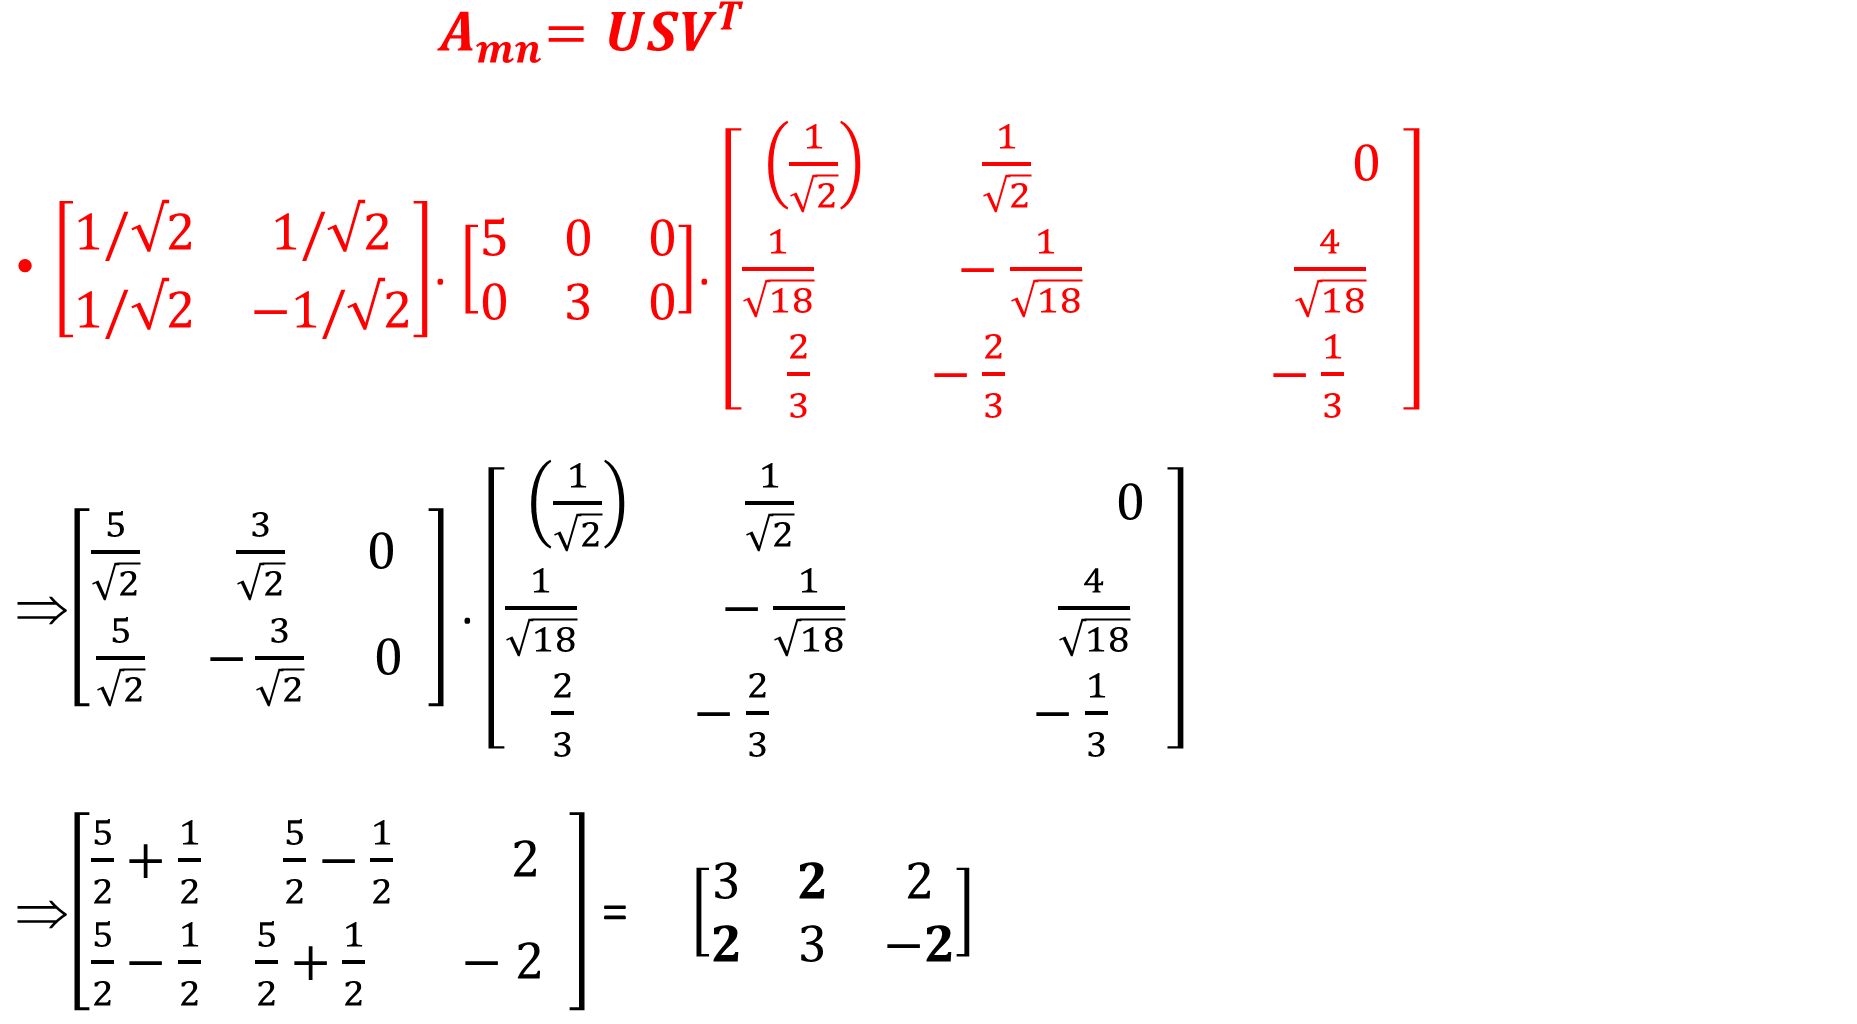 A_{mn} = USV^T
• [1/√2 1/√2; 1/√2 −1/√2] . [5 0 0; 0 3 0] . [(1/√2) 1/√2 0; 1/√18 −1/√18 4/√18; 2/3 −2/3 −1/3]
⇒ [5/√2 3/√2 0; 5/√2 −3/√2 0] . [(1/√2) 1/√2 0; 1/√18 −1/√18 4/√18; 2/3 −2/3 −1/3]
⇒ [5/2 + 1/2 5/2 − 1/2 2; 5/2 − 1/2 5/2 + 1/2 − 2] = [3 2 2; 2 3 −2]